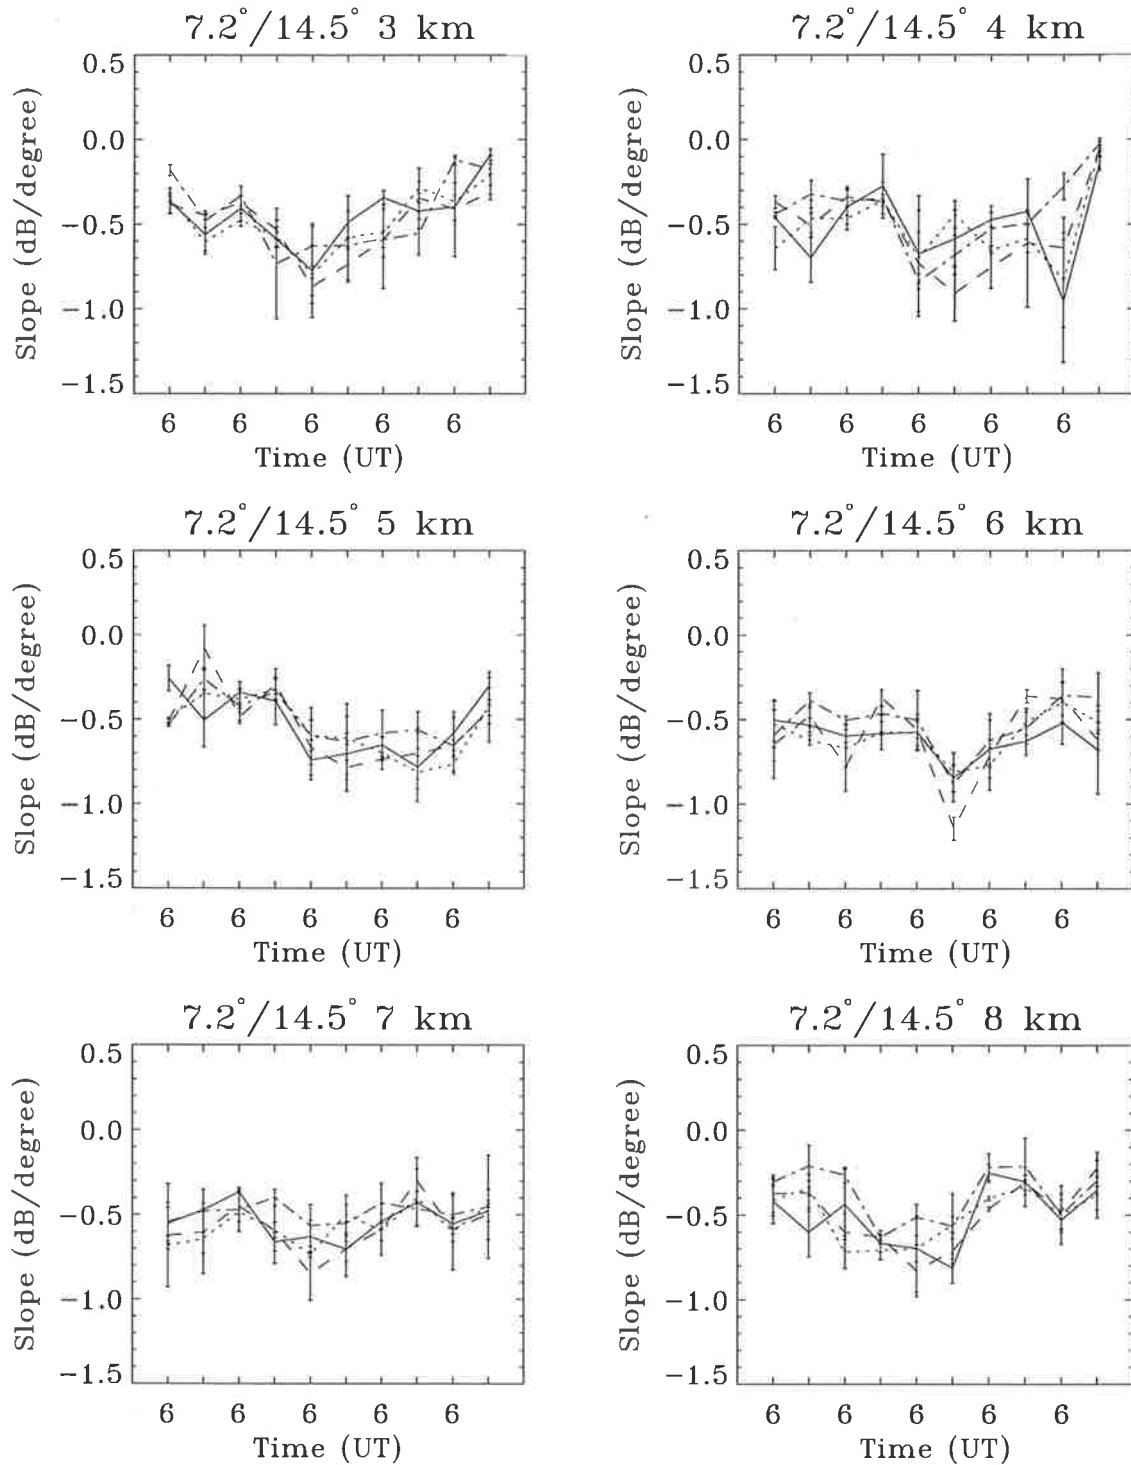 7.2°/14.5° 3 km
0.5
0.0
−0.5
−1.0
−1.5
Slope (dB/degree)
6 6 6 6 6
Time (UT)
7.2°/14.5° 4 km
0.5
0.0
−0.5
−1.0
−1.5
Slope (dB/degree)
6 6 6 6 6
Time (UT)
7.2°/14.5° 5 km
0.5
0.0
−0.5
−1.0
−1.5
Slope (dB/degree)
6 6 6 6 6
Time (UT)
7.2°/14.5° 6 km
0.5
0.0
−0.5
−1.0
−1.5
Slope (dB/degree)
6 6 6 6 6
Time (UT)
7.2°/14.5° 7 km
0.5
0.0
−0.5
−1.0
−1.5
Slope (dB/degree)
6 6 6 6 6
Time (UT)
7.2°/14.5° 8 km
0.5
0.0
−0.5
−1.0
−1.5
Slope (dB/degree)
6 6 6 6 6
Time (UT)